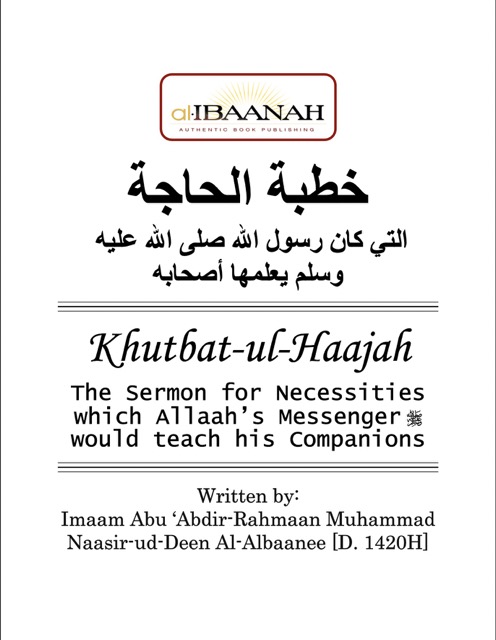 al-IBAANAH
AUTHENTIC BOOK PUBLISHING
خطبة الحاجة
التي كان رسول الله صلى الله عليه
وسلم يعلمها أصحابه
Khutbat-ul-Haajah
The Sermon for Necessities
which Allaah's Messenger ﷺ
would teach his Companions
Written by:
Imaam Abu ‘Abdir-Rahmaan Muhammad
Naasir-ud-Deen Al-Albaanee [D. 1420H]